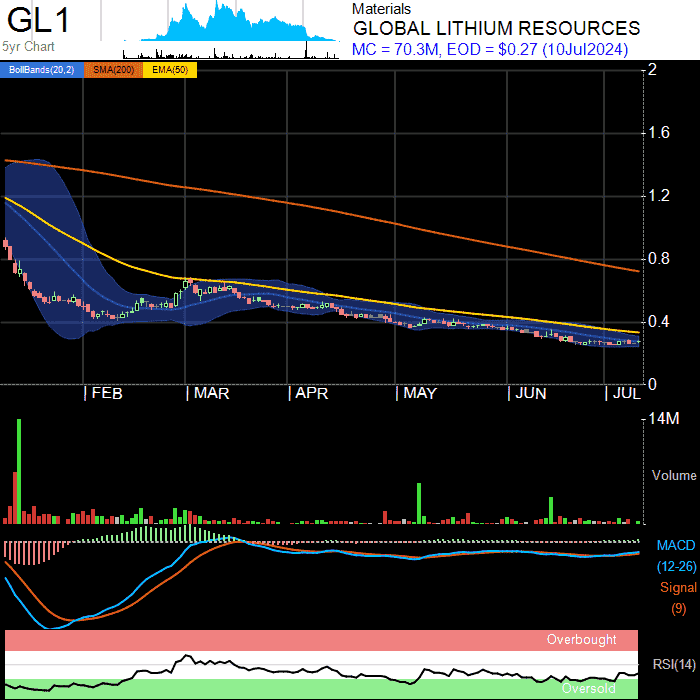 GL1
5yr Chart
Materials
GLOBAL LITHIUM RESOURCES
MC = 70.3M, EOD = $0.27 (10Jul2024)
BollBands(20,2) SMA(200) EMA(50)
2
1.6
1.2
0.8
0.4
0
FEB MAR APR MAY JUN JUL
14M
Volume
MACD
(12-26)
Signal
(9)
Overbought
RSI(14)
Oversold